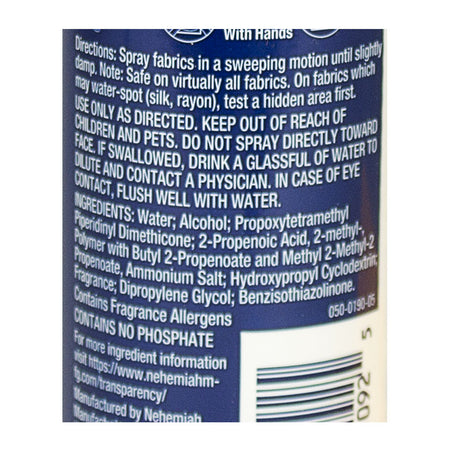 With Hands
Directions: Spray fabrics in a sweeping motion until slightly
damp. Note: Safe on virtually all fabrics. On fabrics which
may water-spot (silk, rayon), test a hidden area first.
USE ONLY AS DIRECTED. KEEP OUT OF REACH OF
CHILDREN AND PETS. DO NOT SPRAY DIRECTLY TOWARD
FACE. IF SWALLOWED, DRINK A GLASSFUL OF WATER TO
DILUTE AND CONTACT A PHYSICIAN. IN CASE OF EYE
CONTACT, FLUSH WELL WITH WATER.
INGREDIENTS: Water; Alcohol; Propoxytetramethyl
Piperidinyl Dimethicone; 2-Propenoic Acid, 2-methyl-,
Polymer with Butyl 2-Propenoate and Methyl 2-Methyl-2
Propenoate, Ammonium Salt; Hydroxypropyl Cyclodextrin;
Fragrance; Dipropylene Glycol; Benzisothiazolinone.
Contains Fragrance Allergens
050-0190-05
CONTAINS NO PHOSPHATE
For more ingredient information
visit https://www.nehemiahm-
fg.com/transparency/
Manufactured by Nehemiah
092 5